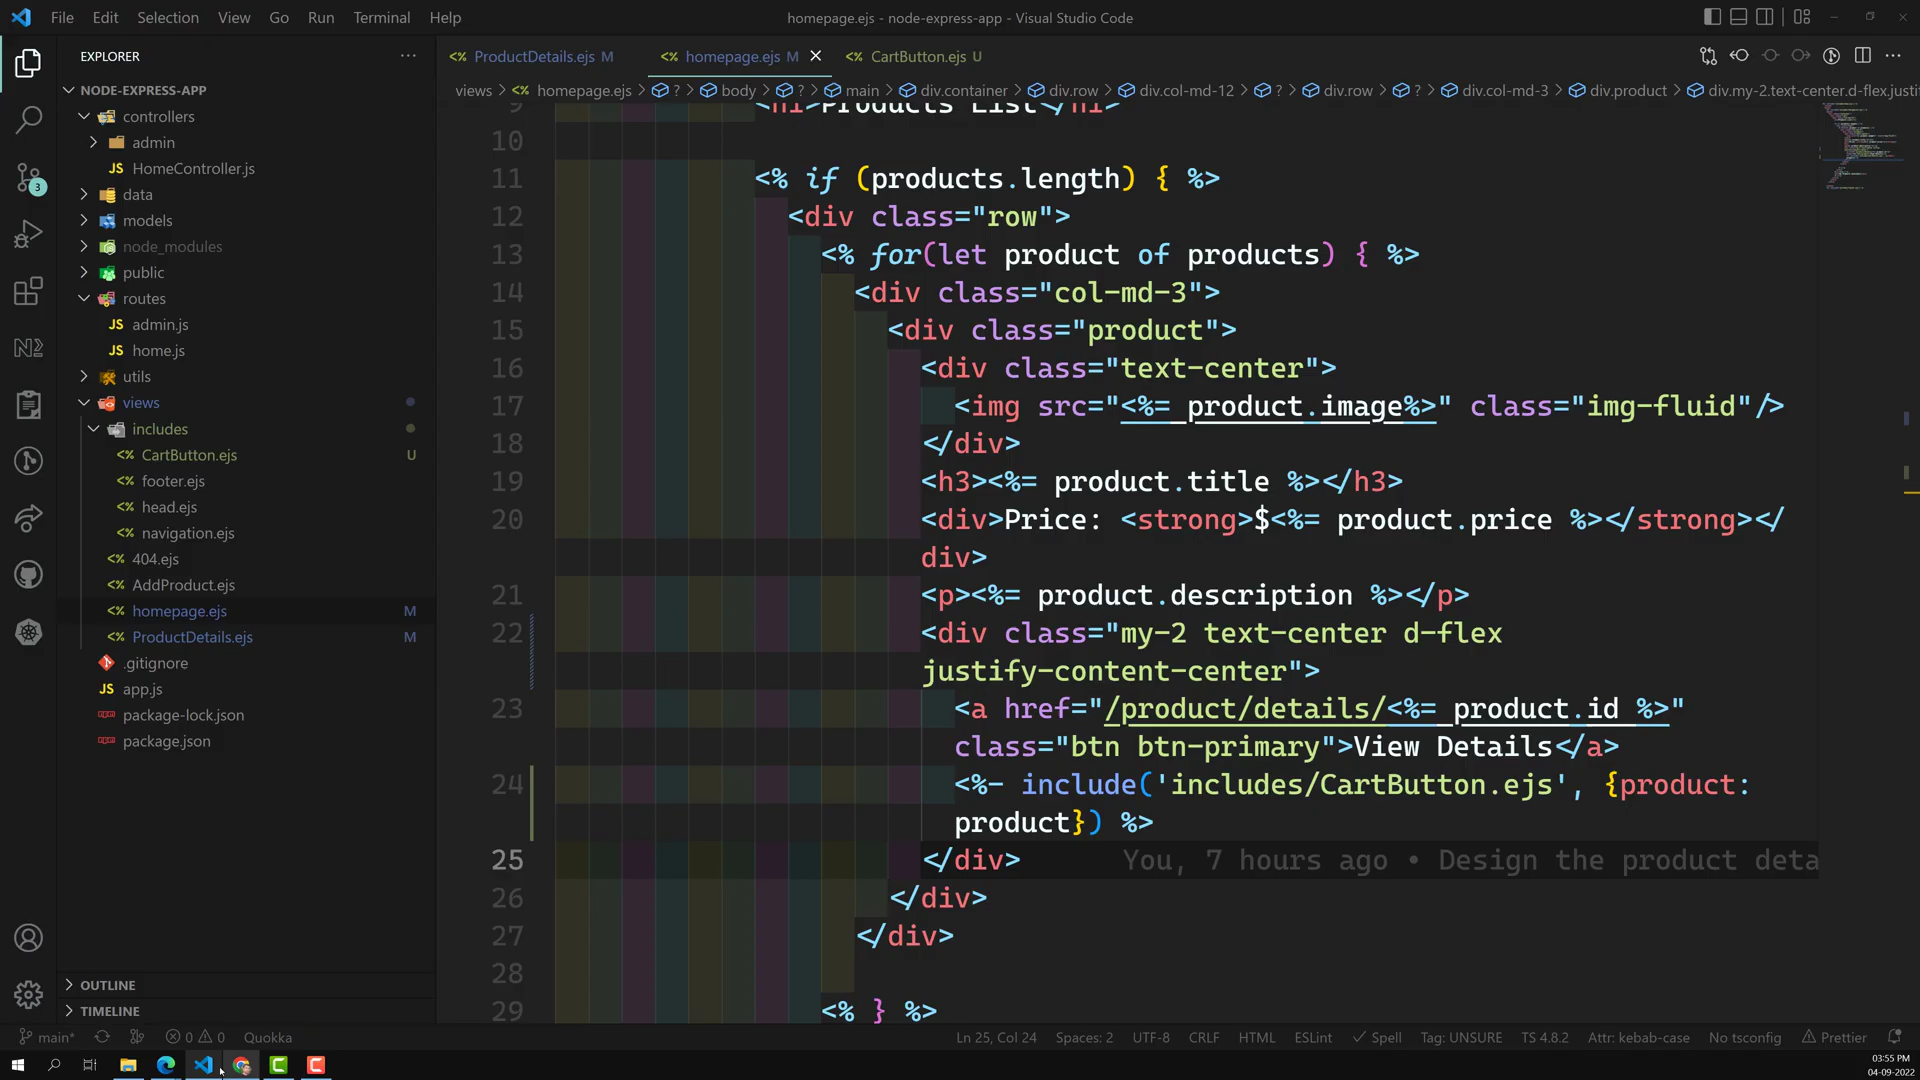 File Edit Selection View Go Run Terminal Help
homepage.ejs - node-express-app - Visual Studio Code
EXPLORER
NODE-EXPRESS-APP
controllers
admin
JS HomeController.js
data
models
node_modules
public
routes
JS admin.js
JS home.js
utils
views
includes
<% CartButton.ejs U
<% footer.ejs
<% head.ejs
<% navigation.ejs
<% 404.ejs
<% AddProduct.ejs
<% homepage.ejs M
<% ProductDetails.ejs M
.gitignore
JS app.js
package-lock.json
package.json
OUTLINE
TIMELINE
3
<% ProductDetails.ejs M <% homepage.ejs M <% CartButton.ejs U
views > <% homepage.ejs > ? > body > ? > main > div.container > div.row > div.col-md-12 > ? > div.row > ? > div.col-md-3 > div.product > div.my-2.text-center.d-flex.justi
9 <h1>Products List</h1>
10
11 <% if (products.length) { %>
12 <div class="row">
13 <% for(let product of products) { %>
14 <div class="col-md-3">
15 <div class="product">
16 <div class="text-center">
17 <img src="<%= product.image%>" class="img-fluid"/>
18 </div>
19 <h3><%= product.title %></h3>
20 <div>Price: <strong>$<%= product.price %></strong></
div>
21 <p><%= product.description %></p>
22 <div class="my-2 text-center d-flex
justify-content-center">
23 <a href="/product/details/<%= product.id %>"
class="btn btn-primary">View Details</a>
24 <%- include('includes/CartButton.ejs', {product:
product}) %>
25 </div> You, 7 hours ago • Design the product deta
26 </div>
27 </div>
28
29 <% } %>
main* 0 0 Quokka
Ln 25, Col 24 Spaces: 2 UTF-8 CRLF HTML ESLint Spell Tag: UNSURE TS 4.8.2 Attr: kebab-case No tsconfig Prettier
03:55 PM
04-09-2022